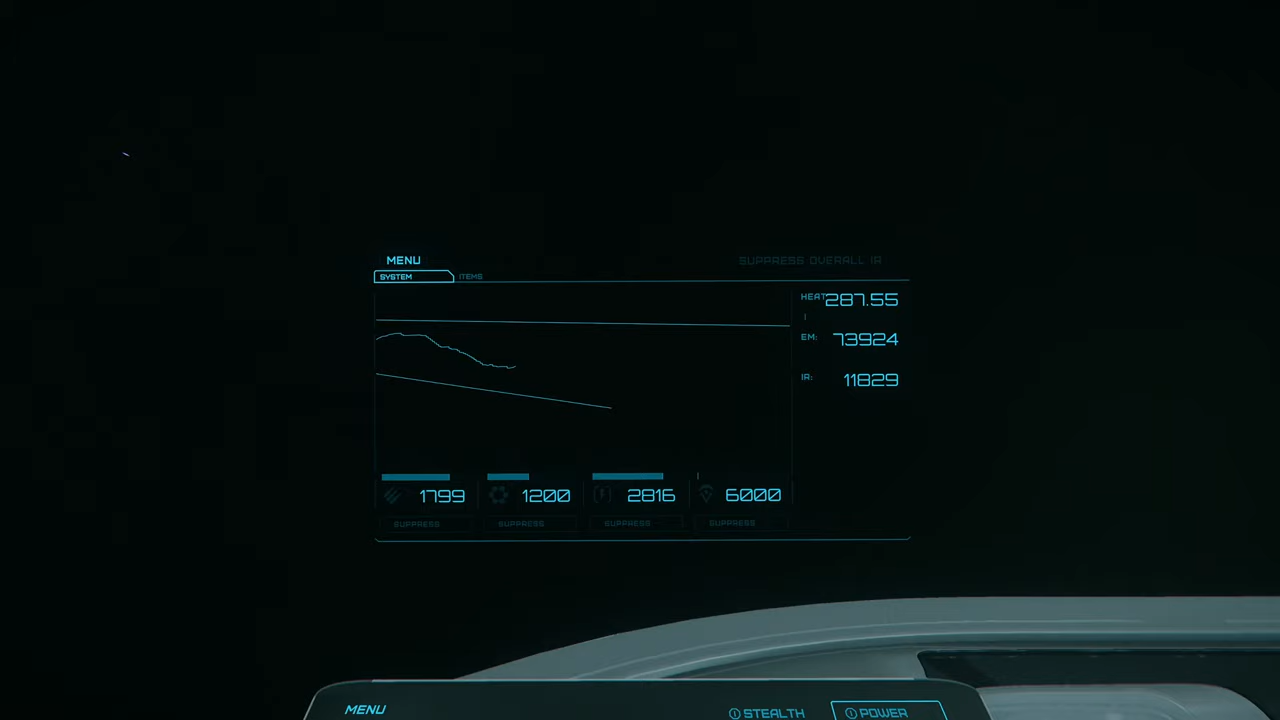 MENU SUPPRESS OVERALL IR
SYSTEM ITEMS
HEAT 287.55
EM: 73924
IR: 11829
1799 1200 2816 6000
SUPPRESS SUPPRESS SUPPRESS SUPPRESS
MENU STEALTH POWER